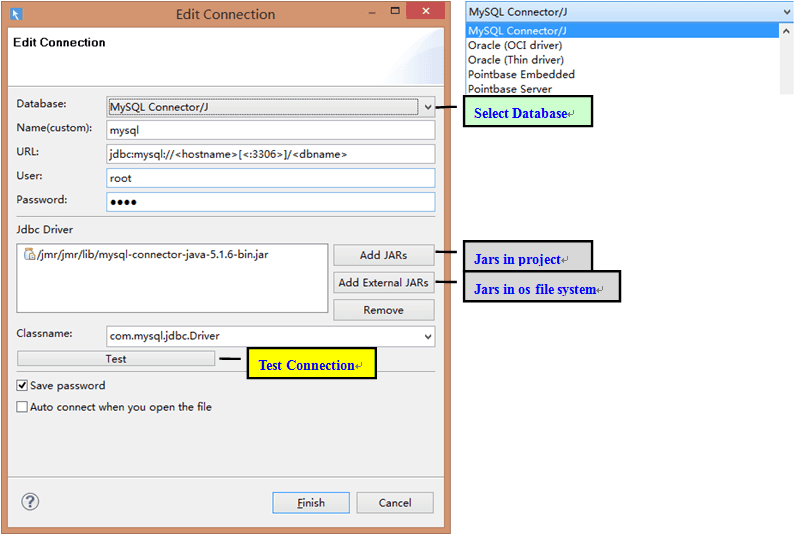 Edit Connection
Edit Connection
Database:
MySQL Connector/J
Name(custom):
mysql
URL:
jdbc:mysql://<hostname>[<:3306>]/<dbname>
User:
root
Password:
●●●●
Jdbc Driver
/jmr/jmr/lib/mysql-connector-java-5.1.6-bin.jar
Add JARs
Add External JARs
Remove
Classname:
com.mysql.jdbc.Driver
Test
Test Connection
Save password
Auto connect when you open the file
?
Finish
Cancel
MySQL Connector/J
MySQL Connector/J
Oracle (OCI driver)
Oracle (Thin driver)
Pointbase Embedded
Pointbase Server
Select Database
Jars in project
Jars in os file system